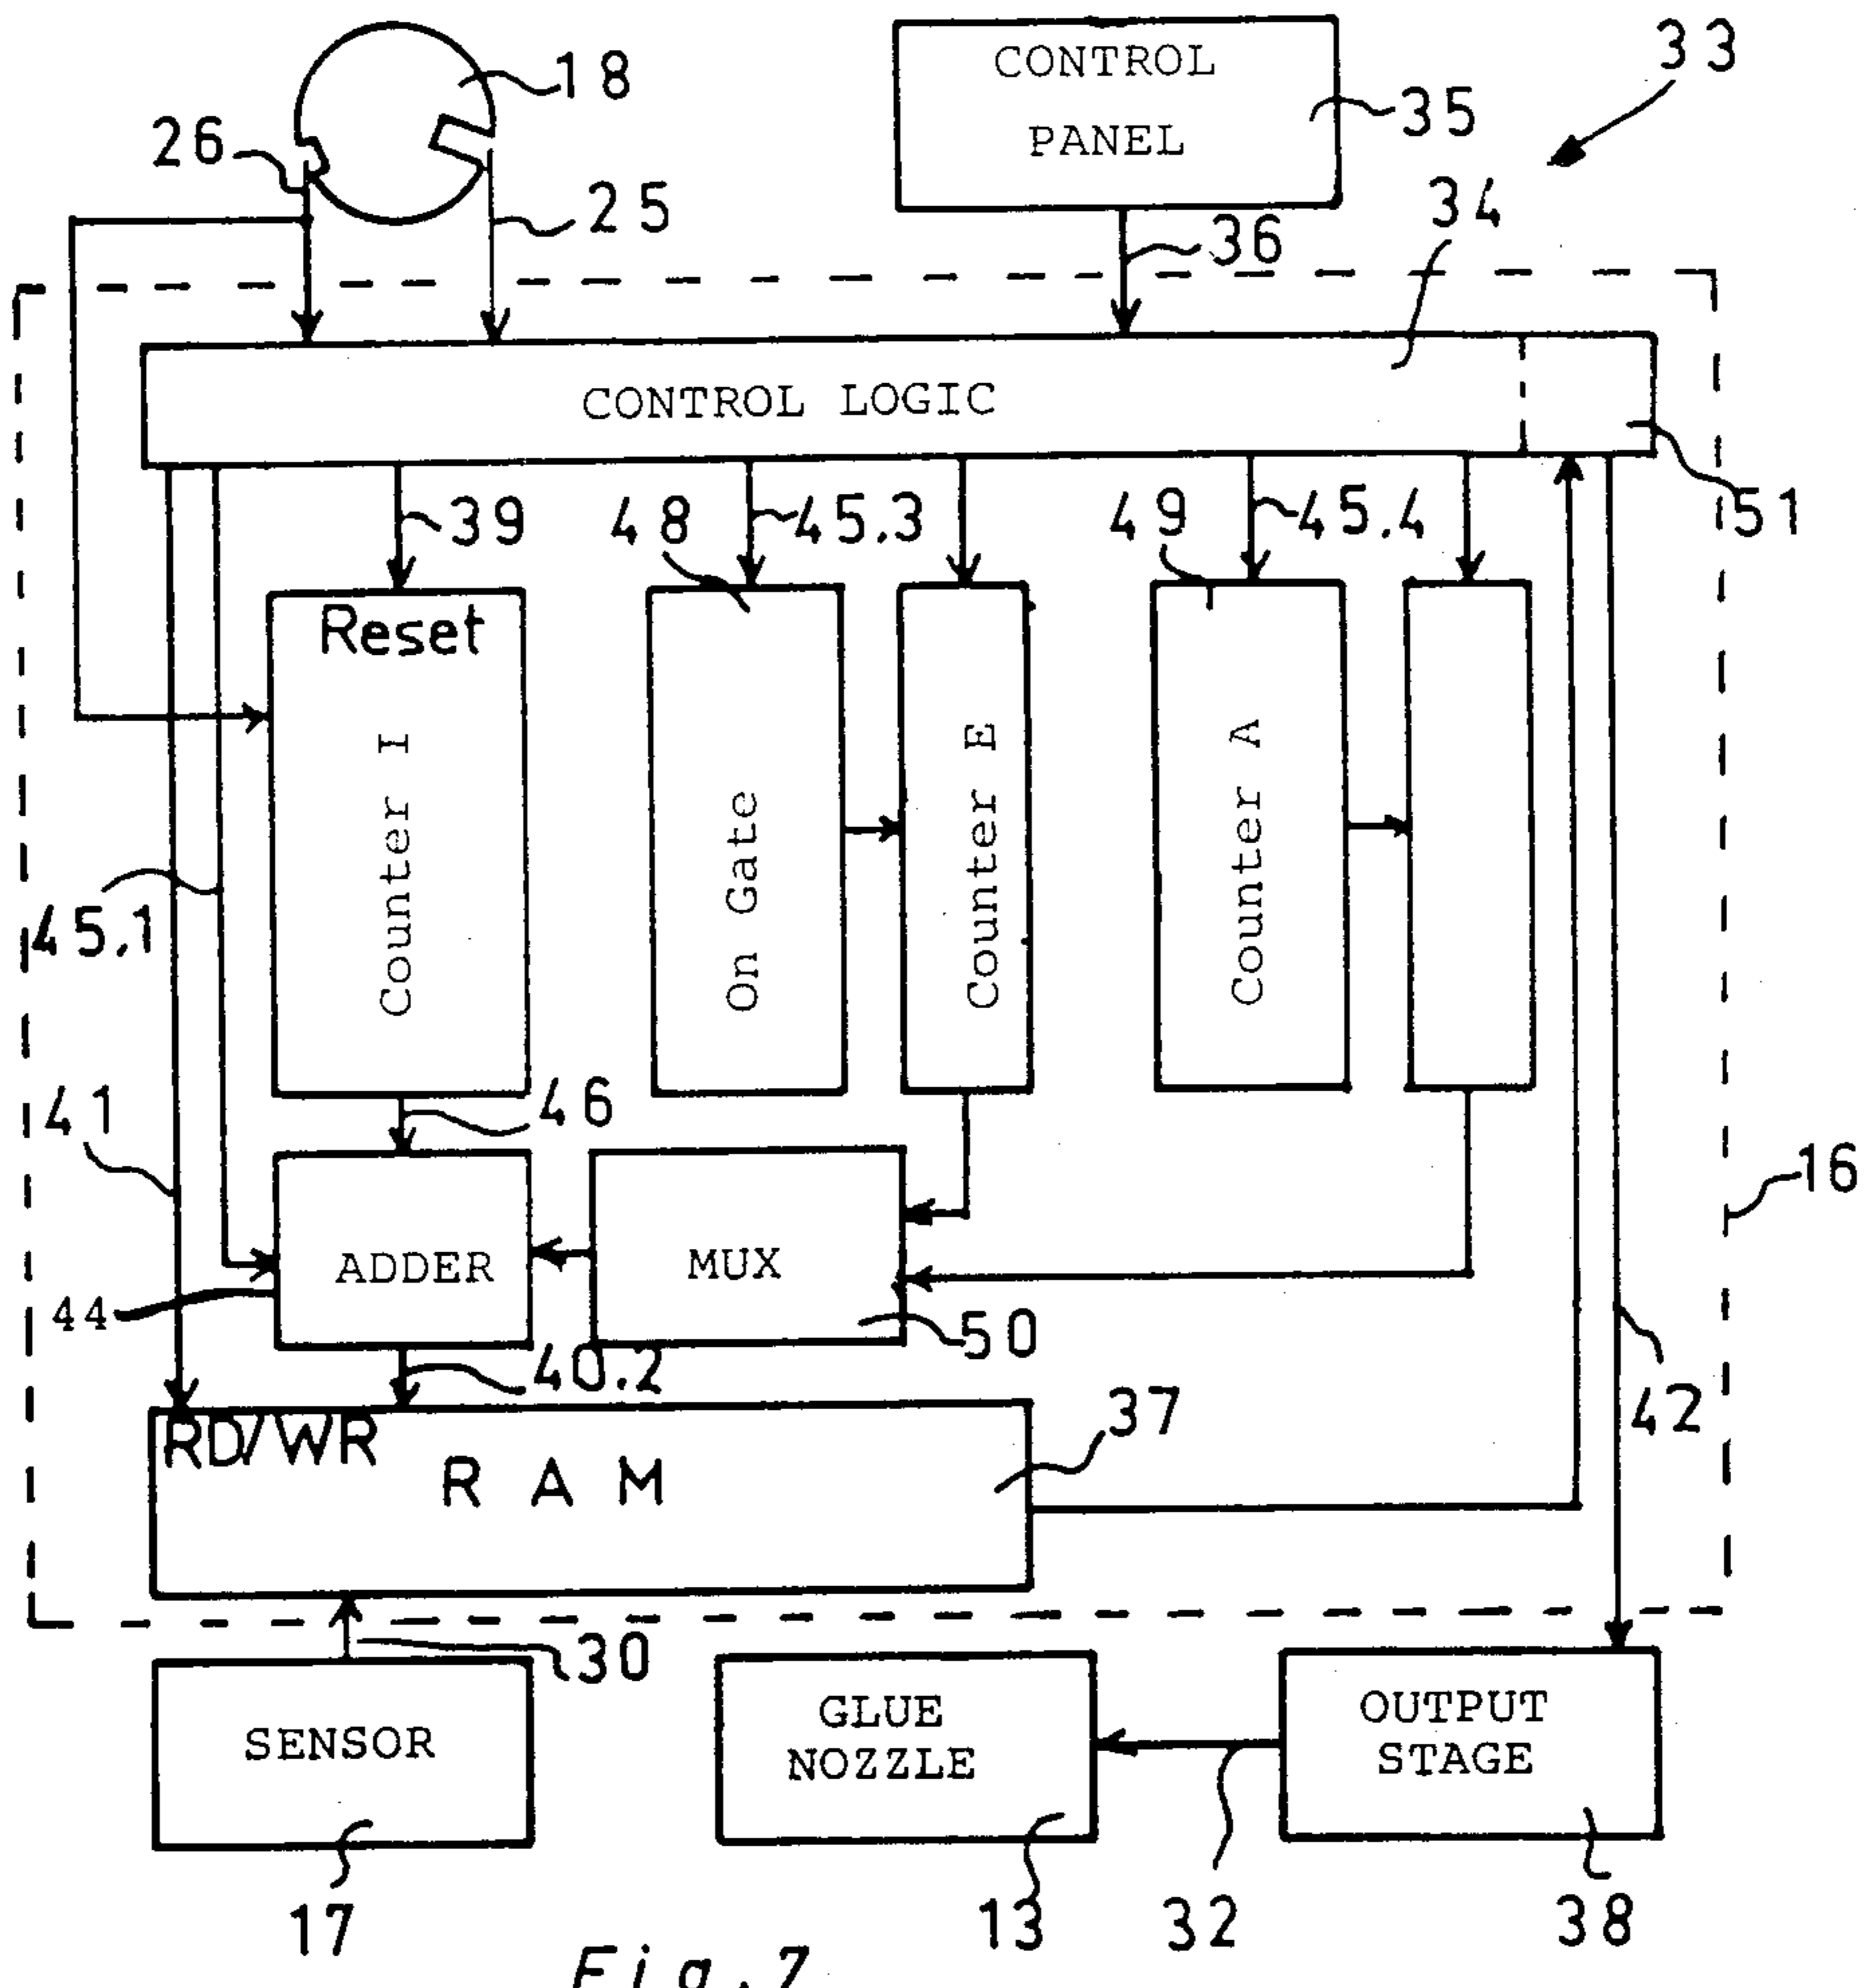 18
CONTROL
PANEL
33
35
26
25
36
34
CONTROL LOGIC
51
39
48
45.3
49
45.4
Reset
Counter I
On Gate
Counter E
Counter A
45.1
41
46
16
ADDER
MUX
44
50
40.2
42
RD/WR
RAM
37
30
SENSOR
GLUE
NOZZLE
OUTPUT
STAGE
17
13
32
38
Fig.7